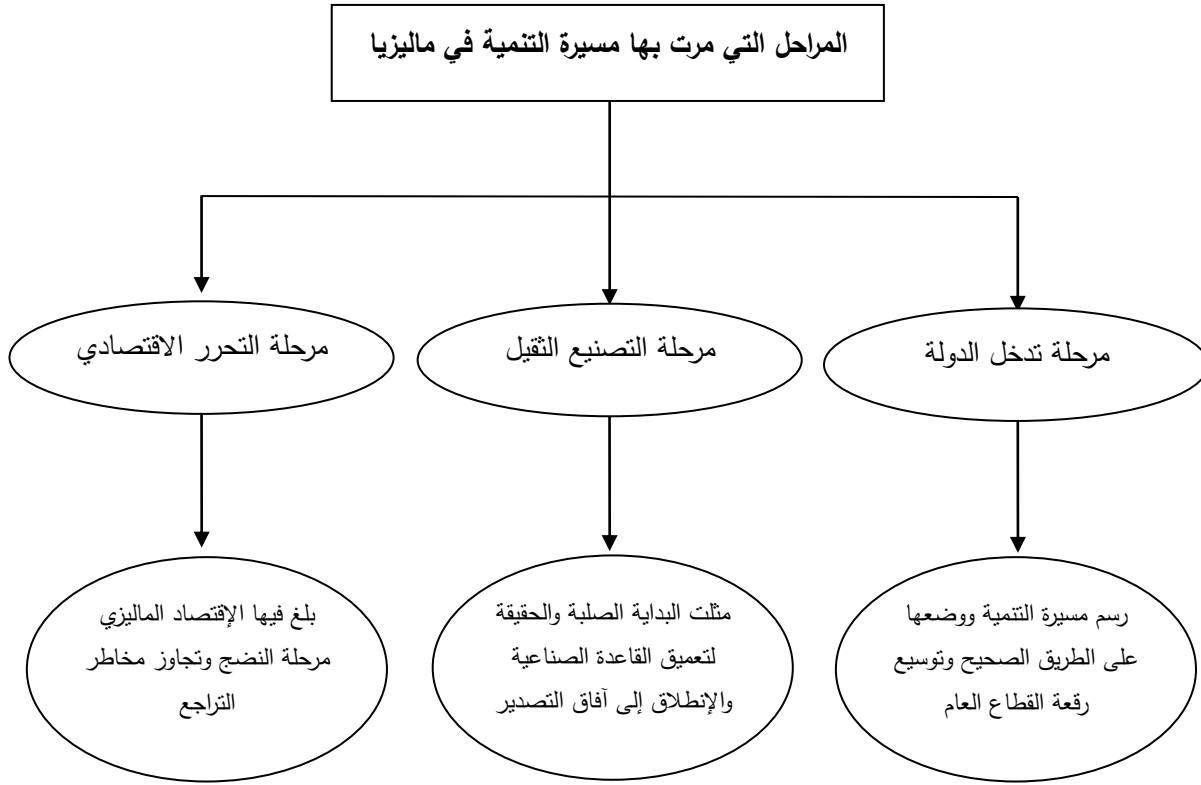 المراحل التي مرت بها مسيرة التنمية في ماليزيا
مرحلة تدخل الدولة
مرحلة التصنيع الثقيل
مرحلة التحرر الاقتصادي
رسم مسيرة التنمية ووضعها
على الطريق الصحيح وتوسيع
رقعة القطاع العام
مثلت البداية الصلبة والحقيقة
لتعميق القاعدة الصناعية
والإنطلاق إلى آفاق التصدير
بلغ فيها الإقتصاد الماليزي
مرحلة النضج وتجاوز مخاطر
التراجع